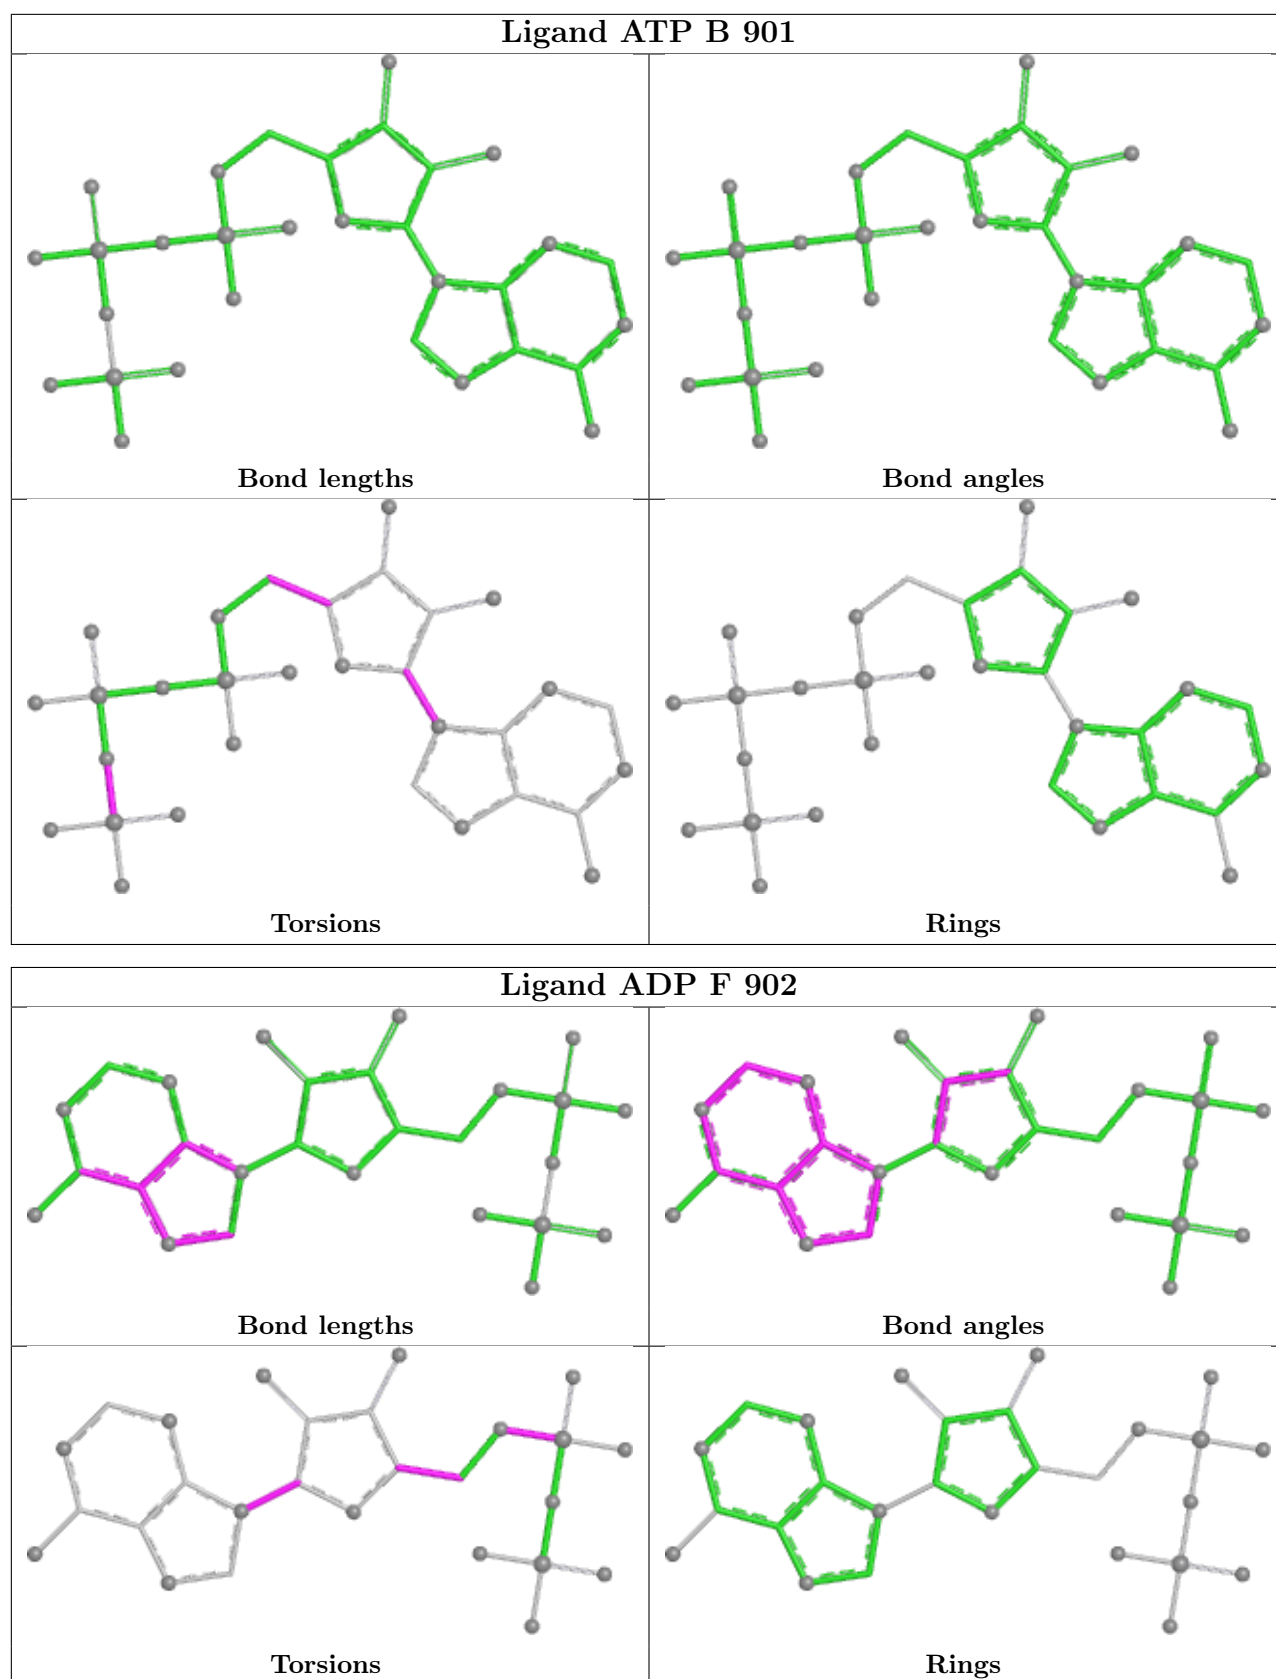 Ligand ATP B 901
Bond lengths
Bond angles
Torsions
Rings
Ligand ADP F 902
Bond lengths
Bond angles
Torsions
Rings